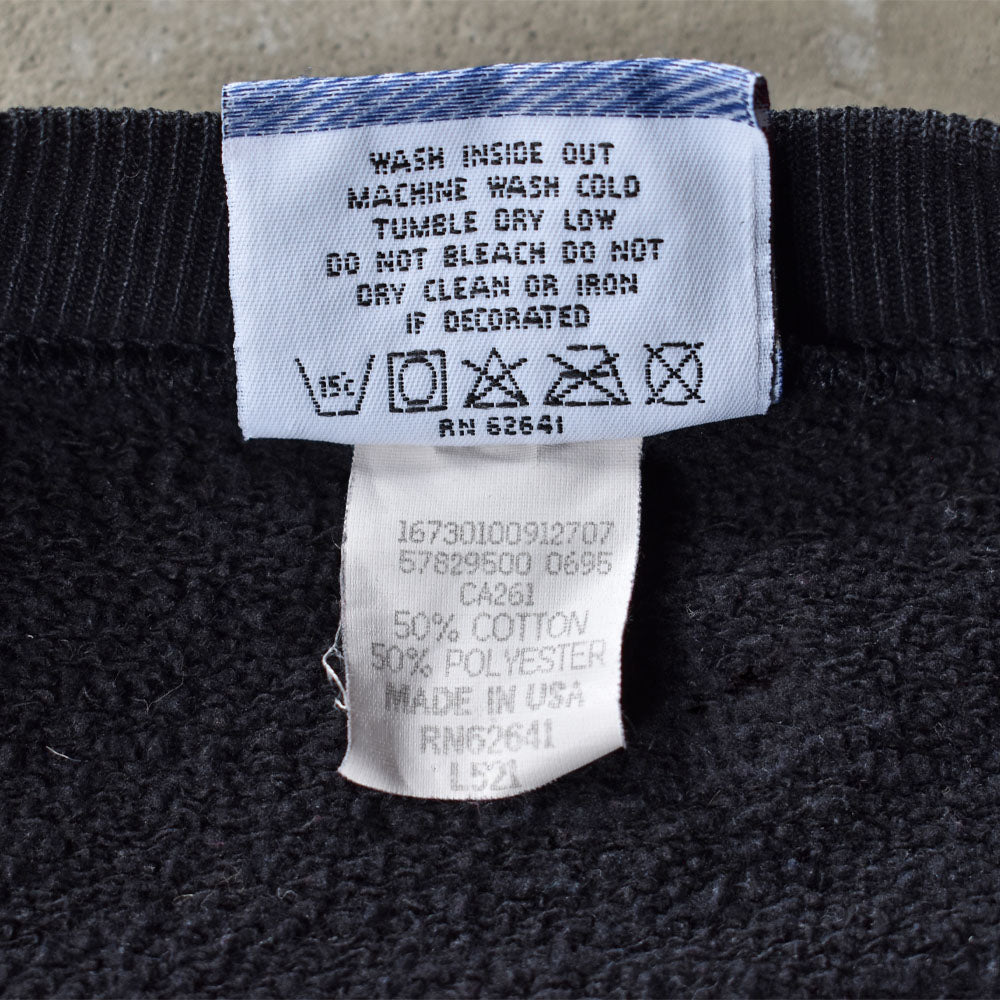 WASH INSIDE OUT
MACHINE WASH COLD
TUMBLE DRY LOW
DO NOT BLEACH DO NOT
DRY CLEAN OR IRON
IF DECORATED
15°C
RN 62641
16730100912707
57829500 0695
CA261
50% COTTON
50% POLYESTER
MADE IN USA
RN62641
L521